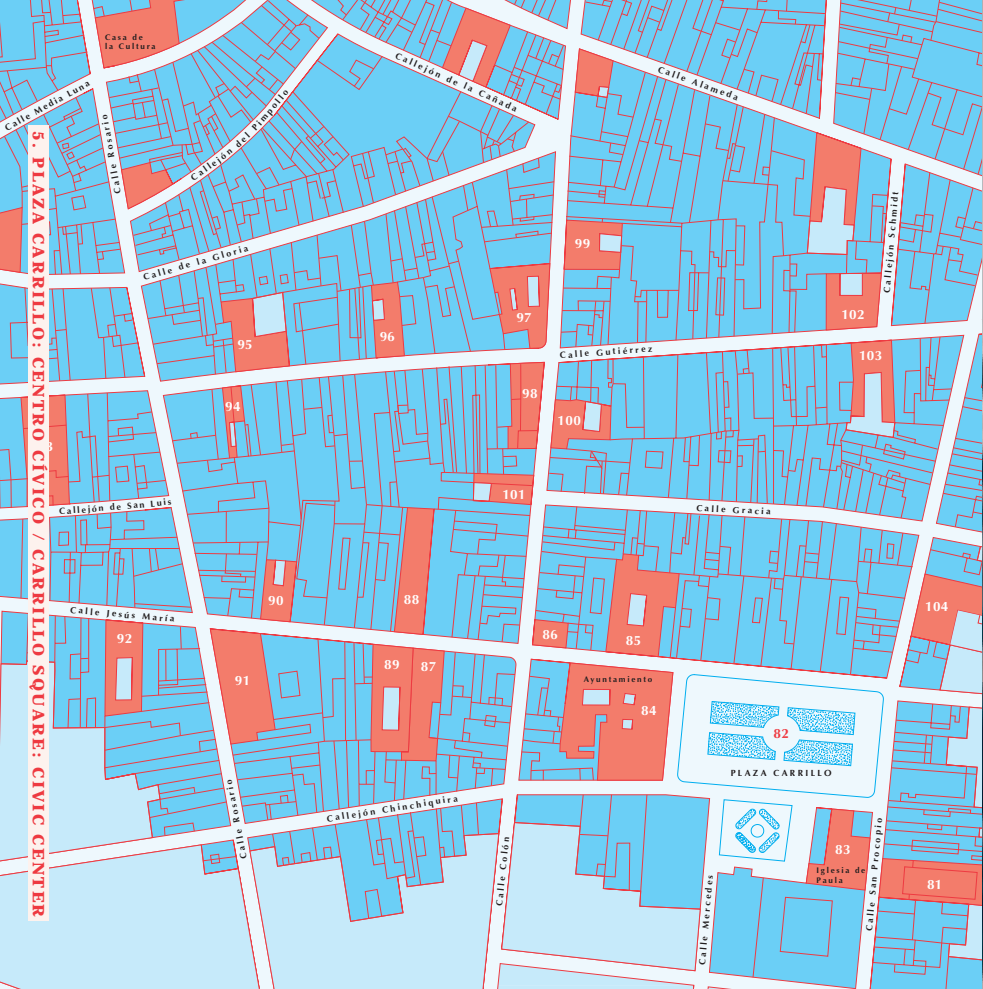 Casa de
la Cultura
Calle Media Luna
Calle Rosario
Callejón del Pimpollo
Callejón de la Cañada
Calle Alameda
Callejón Schmidt
Calle de la Gloria
99
97
96
95
102
Calle Gutiérrez
103
94
98
100
101
Callejón de San Luis
Calle Gracia
90
88
86
85
104
Calle Jesús María
92
91
89
87
Ayuntamiento
84
82
PLAZA CARRILLO
Callejón Chinchiquira
Calle Rosario
Calle Colón
Calle Mercedes
83
Iglesia de
Paula
Calle San Procopio
81
5. PLAZA CARRILLO: CENTRO CÍVICO / CARRILLO SQUARE: CIVIC CENTER